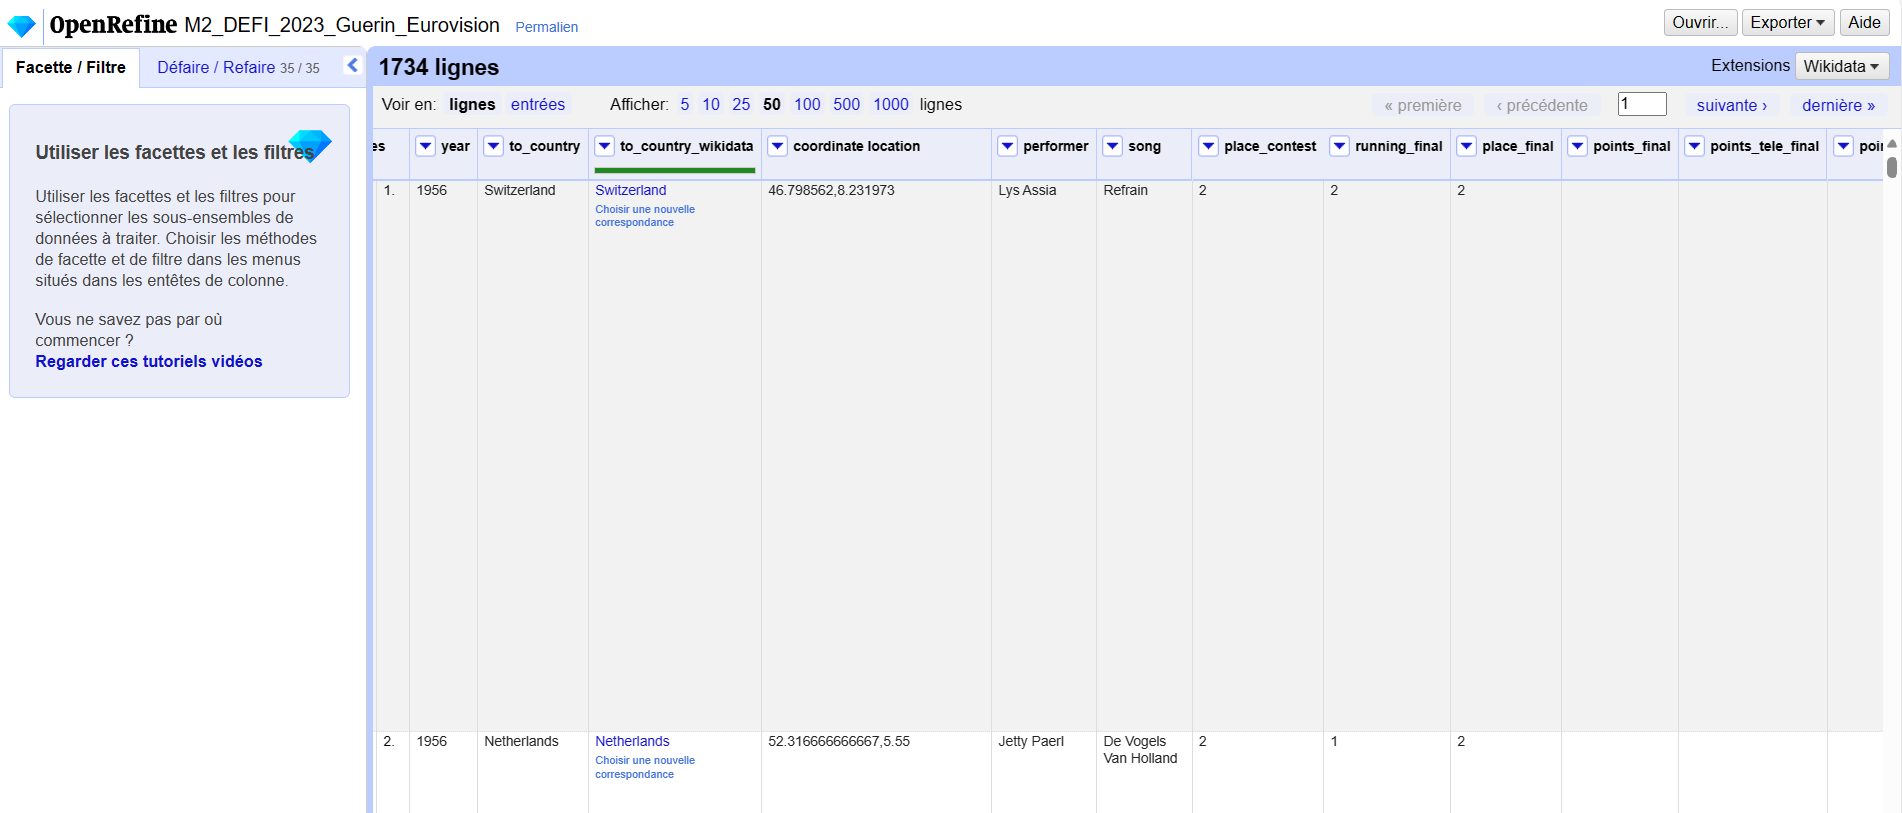 OpenRefine M2_DEFI_2023_Guerin_Eurovision Permalien Ouvrir... Exporter Aide
Facette / Filtre Défaire / Refaire 35 / 35
1734 lignes Extensions Wikidata
Voir en: lignes entrées Afficher: 5 10 25 50 100 500 1000 lignes « première ‹ précédente 1 suivante › dernière »
Utiliser les facettes et les filtres
Utiliser les facettes et les filtres pour
sélectionner les sous-ensembles de
données à traiter. Choisir les méthodes
de facette et de filtre dans les menus
situés dans les entêtes de colonne.
Vous ne savez pas par où
commencer ?
Regarder ces tutoriels vidéos
es year to_country to_country_wikidata coordinate location performer song place_contest running_final place_final points_final points_tele_final poi
1. 1956 Switzerland Switzerland 46.798562,8.231973 Lys Assia Refrain 2 2 2
Choisir une nouvelle
correspondance
2. 1956 Netherlands Netherlands 52.316666666667,5.55 Jetty Paerl De Vogels 2 1 2
Van Holland
Choisir une nouvelle
correspondance